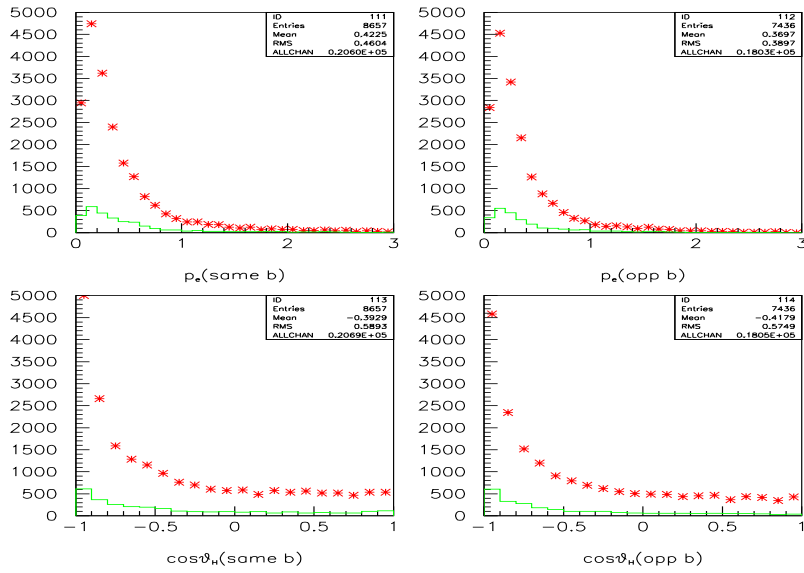 ID 111
Entries 8657
Mean 0.4225
RMS 0.4604
ALLCHAN 0.2060E+05
5000
4500
4000
3500
3000
2500
2000
1500
1000
500
0
0 1 2 3
pe(same b)
ID 112
Entries 7436
Mean 0.3697
RMS 0.3897
ALLCHAN 0.1803E+05
5000
4500
4000
3500
3000
2500
2000
1500
1000
500
0
0 1 2 3
pe(opp b)
ID 113
Entries 8657
Mean -0.3929
RMS 0.5893
ALLCHAN 0.2069E+05
5000
4500
4000
3500
3000
2500
2000
1500
1000
500
0
-1 -0.5 0 0.5 1
cosϑH(same b)
ID 114
Entries 7436
Mean -0.4179
RMS 0.5749
ALLCHAN 0.1805E+05
5000
4500
4000
3500
3000
2500
2000
1500
1000
500
0
-1 -0.5 0 0.5 1
cosϑH(opp b)